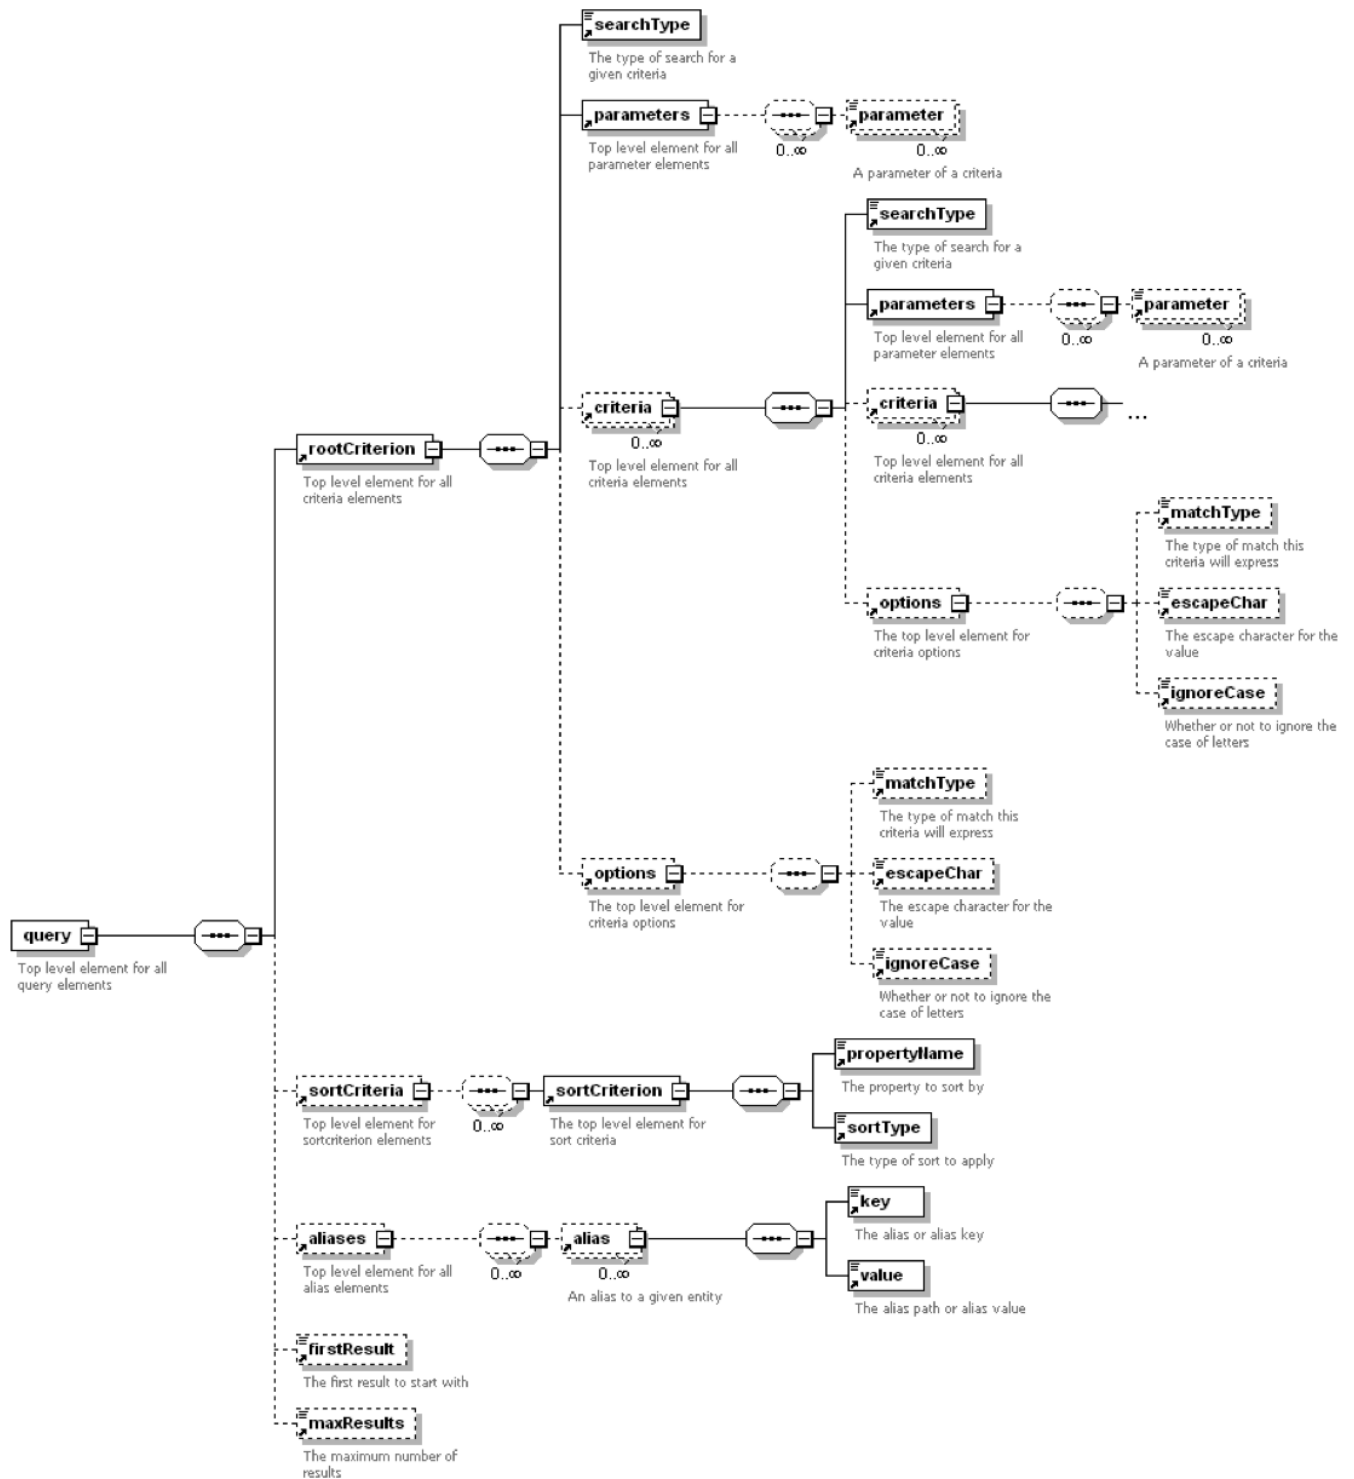 searchType
The type of search for a
given criteria
parameters
0..∞
parameter
0..∞
Top level element for all
parameter elements
A parameter of a criteria
searchType
The type of search for a
given criteria
parameters
0..∞
parameter
0..∞
Top level element for all
parameter elements
A parameter of a criteria
criteria
0..∞
Top level element for all
criteria elements
criteria
0..∞
...
Top level element for all
criteria elements
rootCriterion
Top level element for all
criteria elements
matchType
The type of match this
criteria will express
options
The top level element for
criteria options
escapeChar
The escape character for the
value
ignoreCase
Whether or not to ignore the
case of letters
matchType
The type of match this
criteria will express
options
The top level element for
criteria options
escapeChar
The escape character for the
value
query
Top level element for all
query elements
ignoreCase
Whether or not to ignore the
case of letters
sortCriteria
Top level element for
sortcriterion elements
0..∞
sortCriterion
The top level element for
sort criteria
propertyName
The property to sort by
sortType
The type of sort to apply
aliases
Top level element for all
alias elements
0..∞
alias
0..∞
An alias to a given entity
key
The alias or alias key
value
The alias path or alias value
firstResult
The first result to start with
maxResults
The maximum number of
results